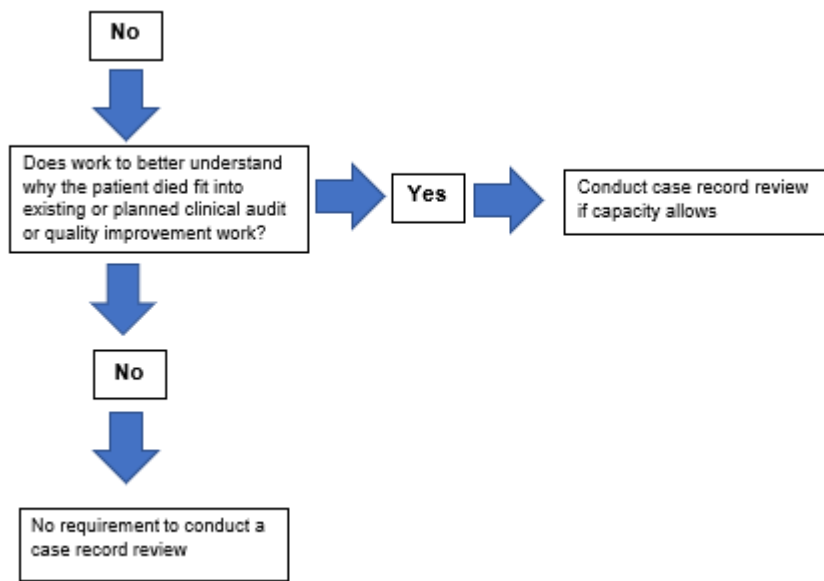 No
Does work to better understand
why the patient died fit into
existing or planned clinical audit
or quality improvement work?
Yes
Conduct case record review
if capacity allows
No
No requirement to conduct a
case record review